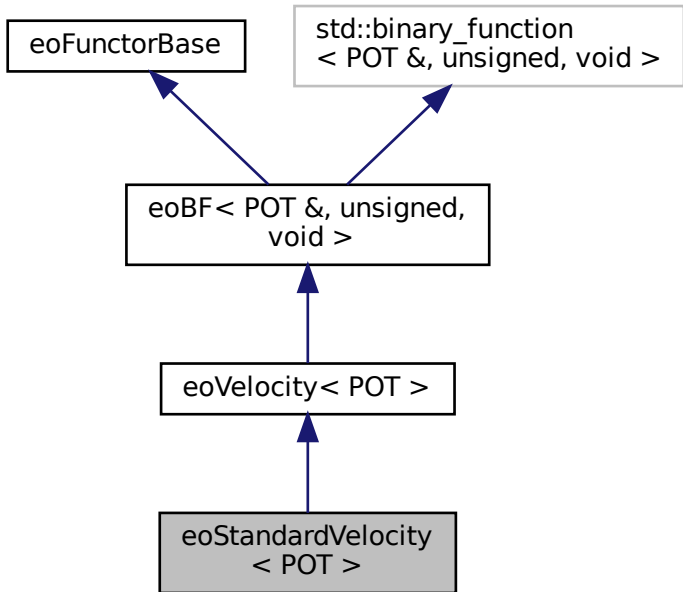 eoFunctorBase
std::binary_function
< POT &, unsigned, void >
eoBF< POT &, unsigned,
void >
eoVelocity< POT >
eoStandardVelocity
< POT >